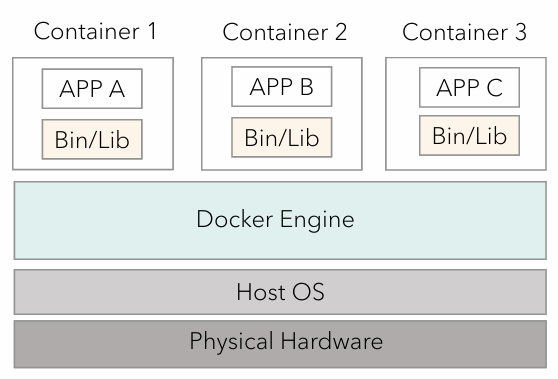 Container 1
Container 2
Container 3
APP A
APP B
APP C
Bin/Lib
Bin/Lib
Bin/Lib
Docker Engine
Host OS
Physical Hardware